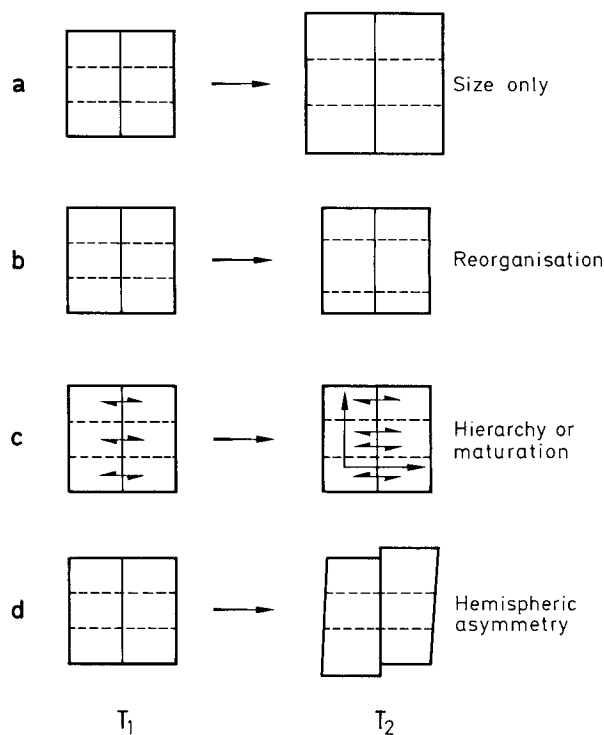 a
Size only
b
Reorganisation
c
Hierarchy or
maturation
d
Hemispheric
asymmetry
T1
T2